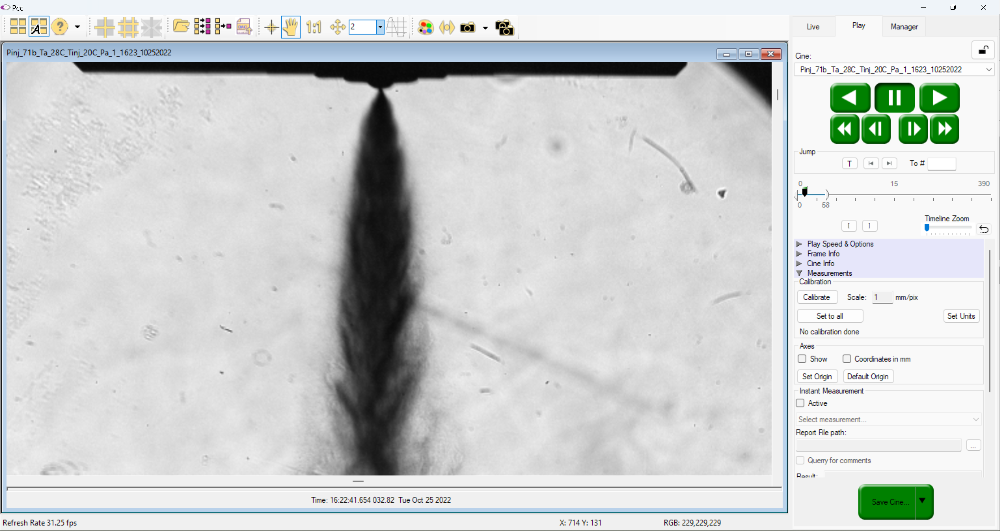 Pcc
1:1
2
DAQ
Live
Play
Manager
Pinj_71b_Ta_28C_Tinj_20C_Pa_1_1623_10252022
Cine:
Pinj_71b_Ta_28C_Tinj_20C_Pa_1_1623_10252022
Jump
T
To #
0
15
390
0
58
Timeline Zoom
[
]
Play Speed & Options
Frame Info
Cine Info
Measurements
Calibration
Calibrate
Scale:
1
mm/pix
Set to all
Set Units
No calibration done
Axes
Show
Coordinates in mm
Set Origin
Default Origin
Instant Measurement
Active
Select measurement...
Report File path:
...
Querry for comments
Result:
Save Cine...
Time: 16:22:41.654 032.82 Tue Oct 25 2022
Refresh Rate 31.25 fps
X: 714 Y: 131
RGB: 229,229,229